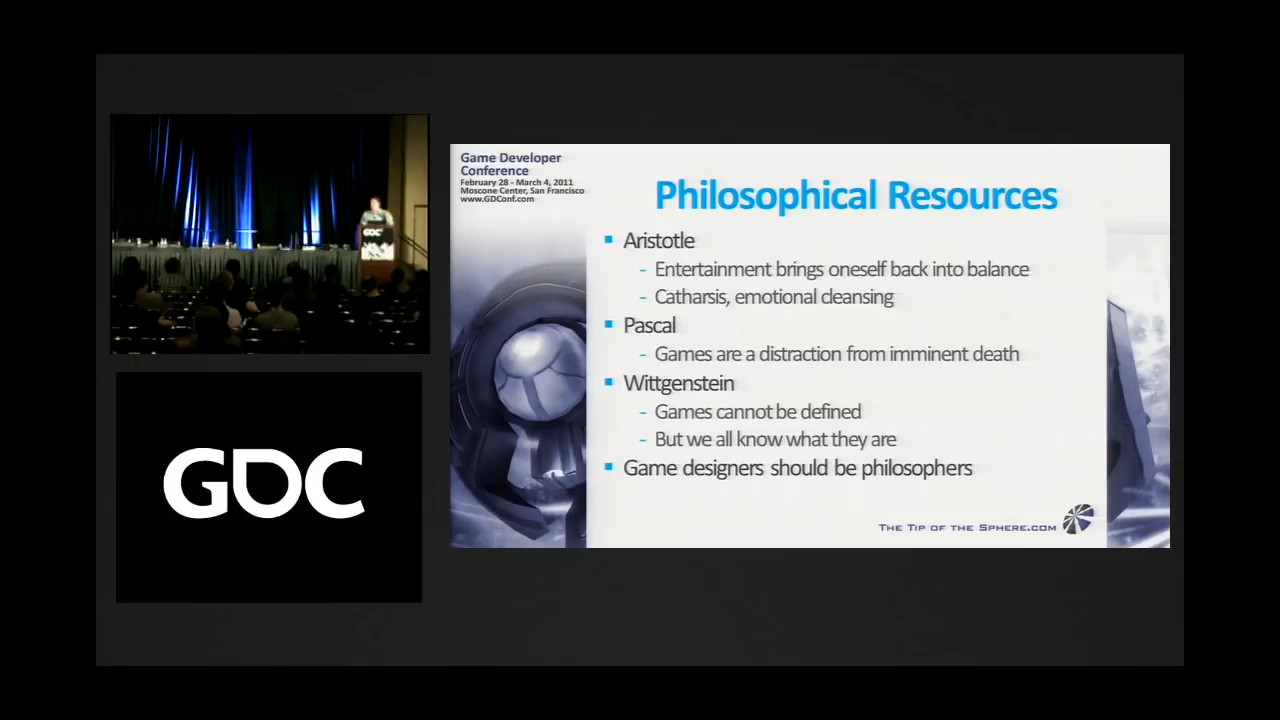 GDC
GDC
Game Developer
Conference
February 28 - March 4, 2011
Moscone Center, San Francisco
www.GDConf.com
Philosophical Resources
Aristotle
- Entertainment brings oneself back into balance
- Catharsis, emotional cleansing
Pascal
- Games are a distraction from imminent death
Wittgenstein
- Games cannot be defined
- But we all know what they are
Game designers should be philosophers
The Tip of the Sphere.com